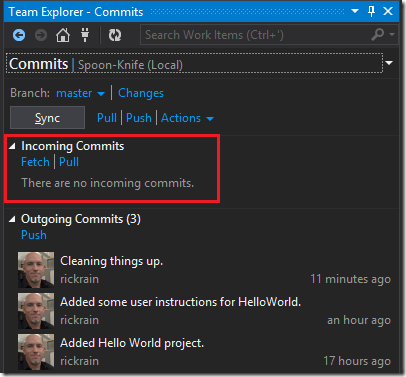 Team Explorer - Commits
Search Work Items (Ctrl+')
Commits | Spoon-Knife (Local)
Branch: master | Changes
Sync Pull | Push | Actions
Incoming Commits
Fetch | Pull
There are no incoming commits.
Outgoing Commits (3)
Push
Cleaning things up.
rickrain 11 minutes ago
Added some user instructions for HelloWorld.
rickrain an hour ago
Added Hello World project.
rickrain 17 hours ago